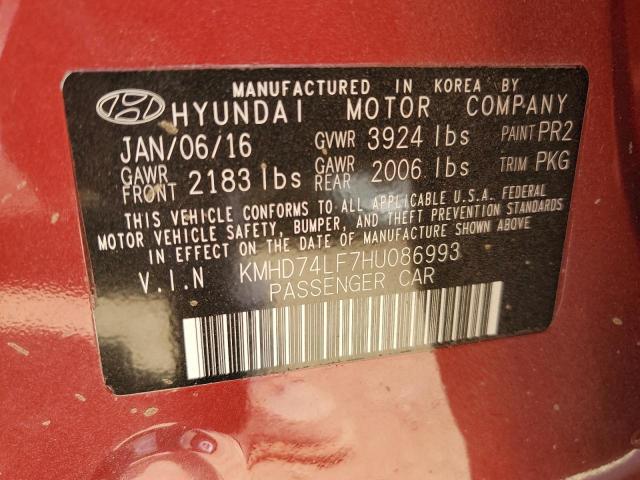 MANUFACTURED IN KOREA BY
HYUNDAI MOTOR COMPANY
JAN/06/16 GVWR 3924 lbs PAINT PR2
GAWR FRONT 2183 lbs GAWR REAR 2006 lbs TRIM PKG
THIS VEHICLE CONFORMS TO ALL APPLICABLE U.S.A. FEDERAL
MOTOR VEHICLE SAFETY, BUMPER, AND THEFT PREVENTION STANDARDS
IN EFFECT ON THE DATE OF MANUFACTURE SHOWN ABOVE.
V.I.N KMHD74LF7HU086993
PASSENGER CAR